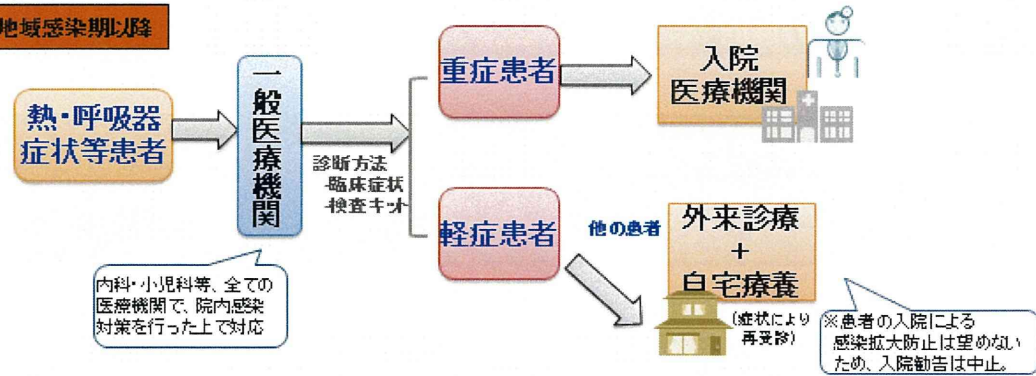 地域感染期以降
熱・呼吸器
症状等患者
一般医療機関
診断方法
-臨床症状
-検査キット
内科・小児科等、全ての
医療機関で、院内感染
対策を行った上で対応
重症患者
入院
医療機関
軽症患者
他の患者
外来診療
+
自宅療養
(症状により
再受診)
※患者の入院による
感染拡大防止は望めない
ため、入院勧告は中止。